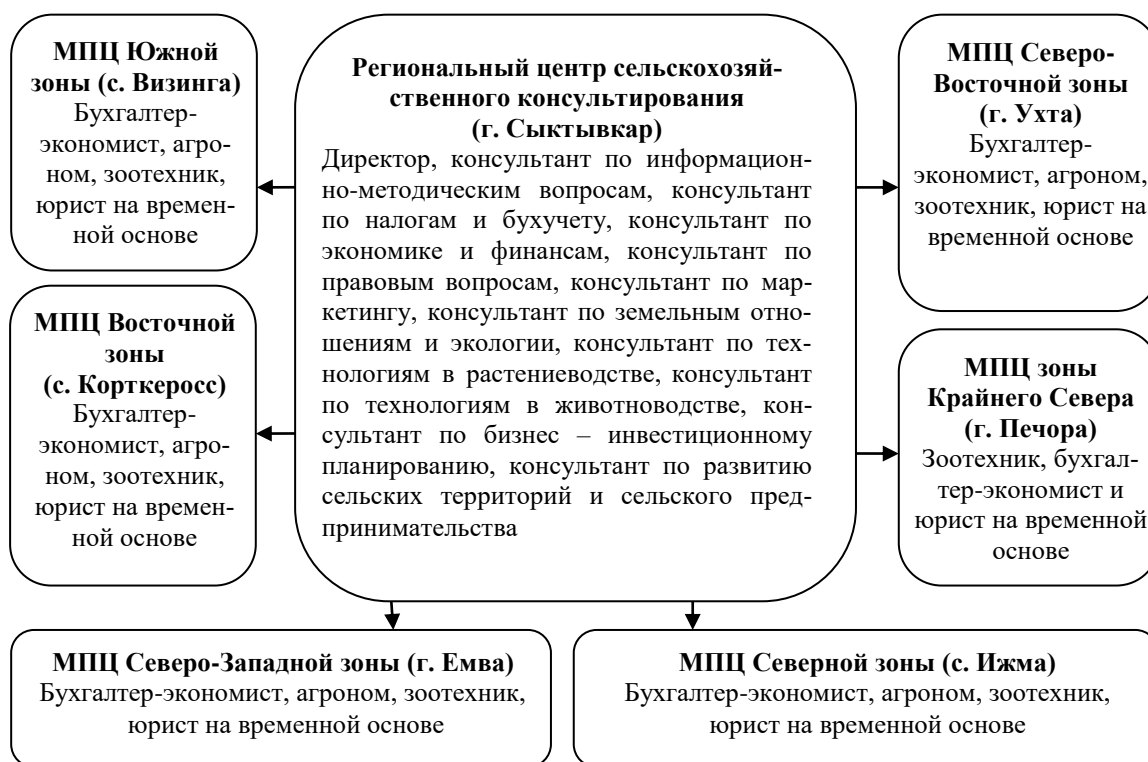 МПЦ Южной
зоны (с. Визинга)
Бухгалтер-
экономист, агро-
ном, зоотехник,
юрист на времен-
ной основе
Региональный центр сельскохозяй-
ственного консультирования
(г. Сыктывкар)
Директор, консультант по информацион-
но-методическим вопросам, консультант
по налогам и бухучету, консультант по
экономике и финансам, консультант по
правовым вопросам, консультант по мар-
кетингу, консультант по земельным отно-
шениям и экологии, консультант по тех-
нологиям в растениеводстве, консультант
по технологиям в животноводстве, кон-
сультант по бизнес – инвестиционному
планированию, консультант по развитию
сельских территорий и сельского пред-
принимательства
МПЦ Северо-
Восточной зоны
(г. Ухта)
Бухгалтер-
экономист, агроном,
зоотехник, юрист на
временной основе
МПЦ Восточной
зоны
(с. Корткеросс)
Бухгалтер-
экономист, агро-
ном, зоотехник,
юрист на времен-
ной основе
МПЦ зоны
Крайнего Севера
(г. Печора)
Зоотехник, бухгал-
тер-экономист и
юрист на временной
основе
МПЦ Северо-Западной зоны (г. Емва)
Бухгалтер-экономист, агроном, зоотехник,
юрист на временной основе
МПЦ Северной зоны (с. Ижма)
Бухгалтер-экономист, агроном, зоотехник,
юрист на временной основе